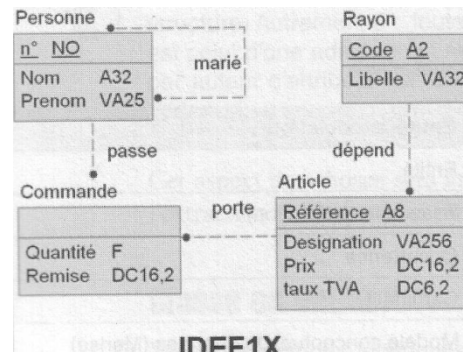 Personne
n° NO
Nom A32
Prenom VA25
marié
Rayon
Code A2
Libelle VA32
passe
dépend
Commande
Quantité F
Remise DC16,2
porte
Article
Référence A8
Designation VA256
Prix DC16,2
taux TVA DC6,2
IDEF1X